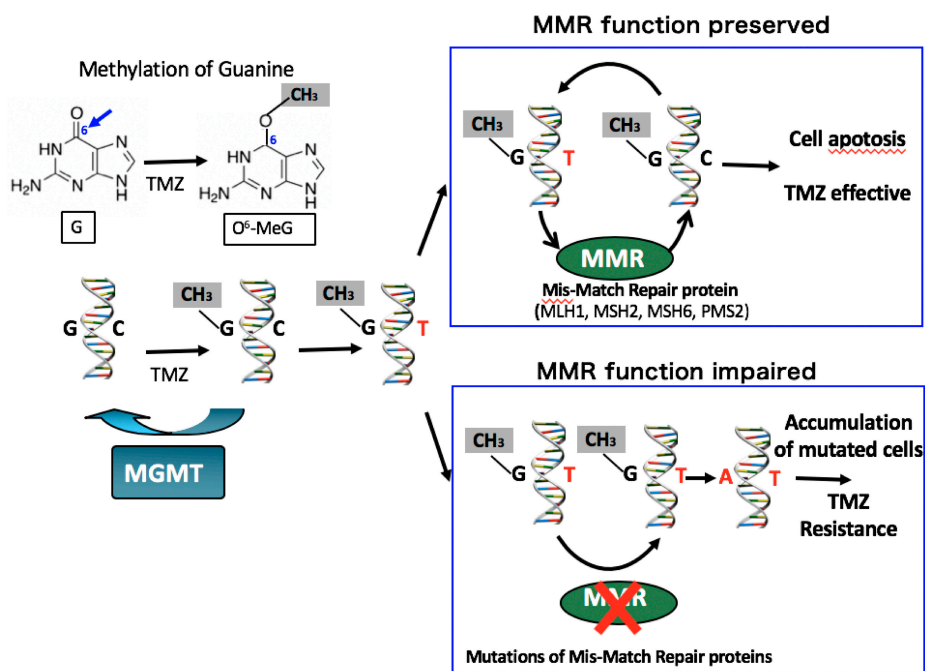 MMR function preserved
Methylation of Guanine
O
6
HN
N
H₂N
N
N
H
TMZ
CH₃
O
6
HN
N
H₂N
N
N
H
G
O⁶-MeG
G
C
TMZ
CH₃
G
C
CH₃
G
T
MGMT
CH₃
G
T
CH₃
G
C
Cell apotosis
TMZ effective
MMR
Mis-Match Repair protein
(MLH1, MSH2, MSH6, PMS2)
MMR function impaired
CH₃
G
T
CH₃
G
T
A
T
Accumulation
of mutated cells
TMZ
Resistance
MMR
Mutations of Mis-Match Repair proteins